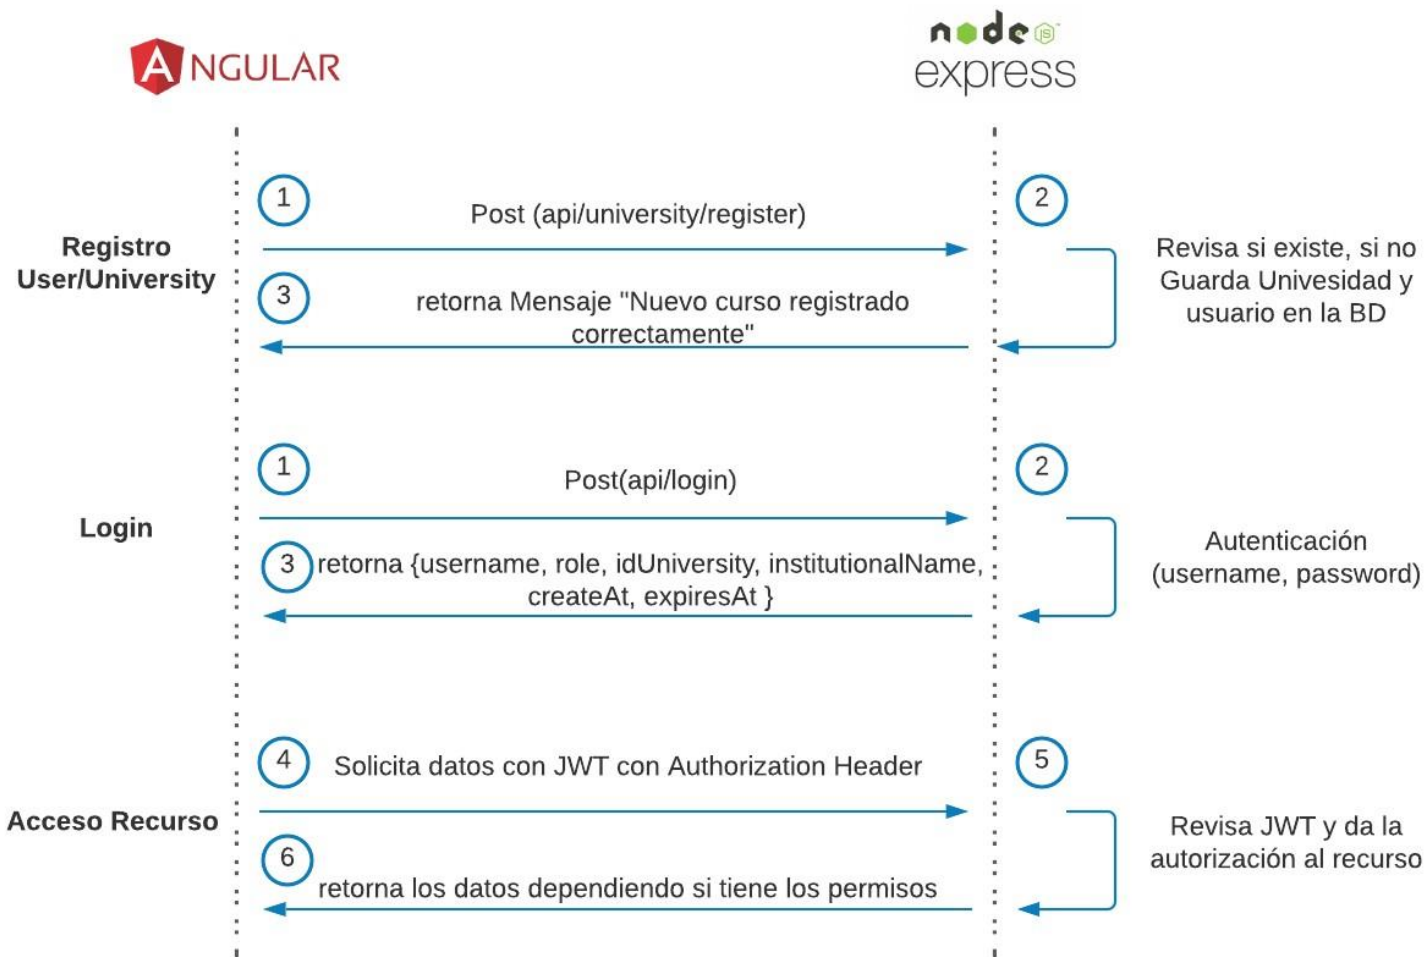 ANGULAR
node JS
express
1
Post (api/university/register)
2
Registro
User/University
Revisa si existe, si no
Guarda Univesidad y
usuario en la BD
3
retorna Mensaje "Nuevo curso registrado
correctamente"
1
Post(api/login)
2
Login
Autenticación
(username, password)
3
retorna {username, role, idUniversity, institutionalName,
createAt, expiresAt }
4
Solicita datos con JWT con Authorization Header
5
Acceso Recurso
Revisa JWT y da la
autorización al recurso
6
retorna los datos dependiendo si tiene los permisos